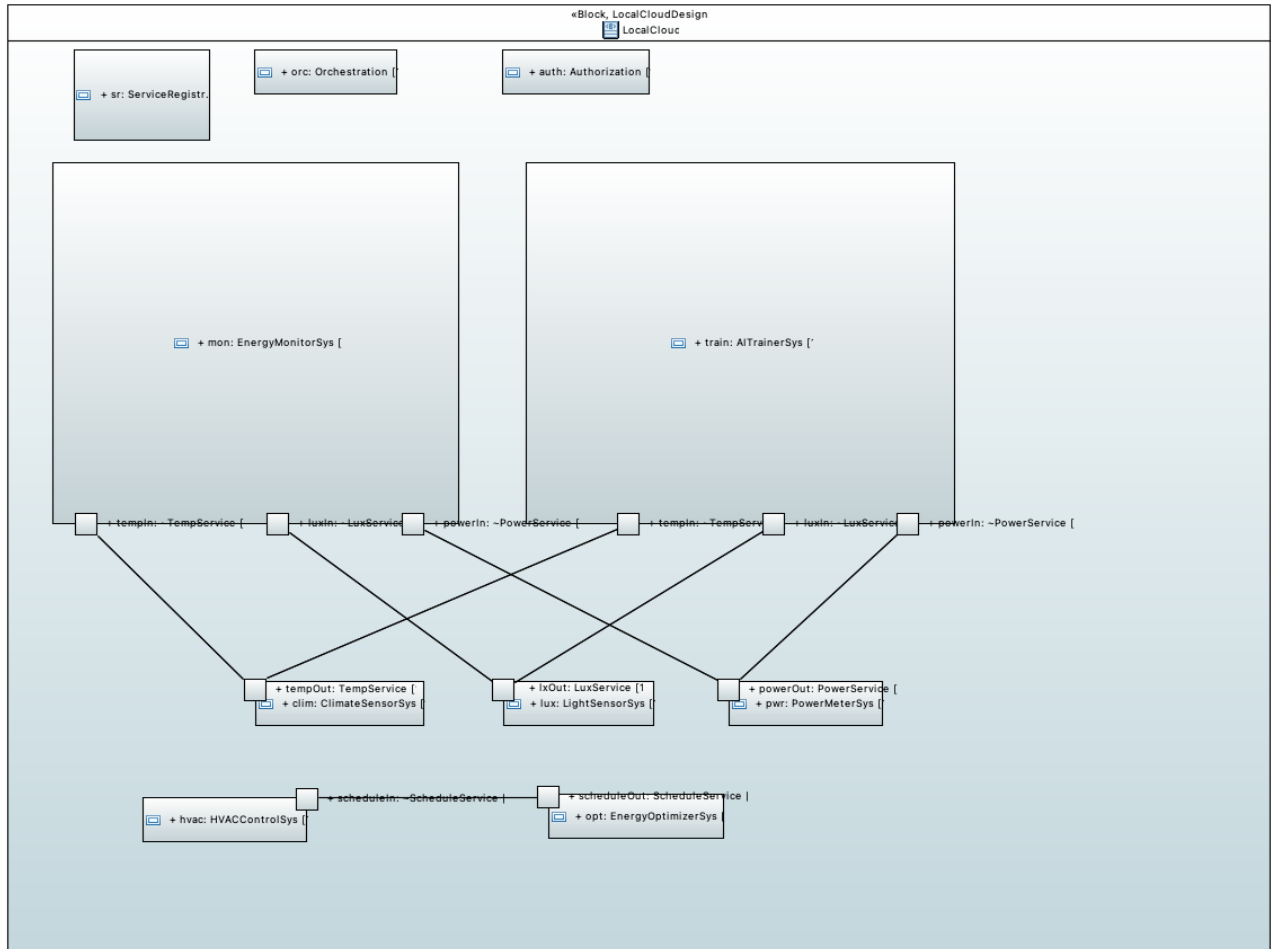 «Block, LocalCloudDesign
LocalCloud
+ sr: ServiceRegistr.
+ orc: Orchestration [
+ auth: Authorization [
+ mon: EnergyMonitorSys [
+ train: AITrainerSys [
+ tempIn: ~TempService [
+ luxIn: ~LuxService
+ powerIn: ~PowerService [
+ tempIn: ~TempServ
+ luxIn: ~LuxService
+ powerIn: ~PowerService [
+ tempOut: TempService [
+ clim: ClimateSensorSys [
+ lxOut: LuxService [1
+ lux: LightSensorSys [
+ powerOut: PowerService [
+ pwr: PowerMeterSys [
+ scheduleIn: ~ScheduleService [
+ hvac: HVACControlSys [
+ scheduleOut: ScheduleService [
+ opt: EnergyOptimizerSys [